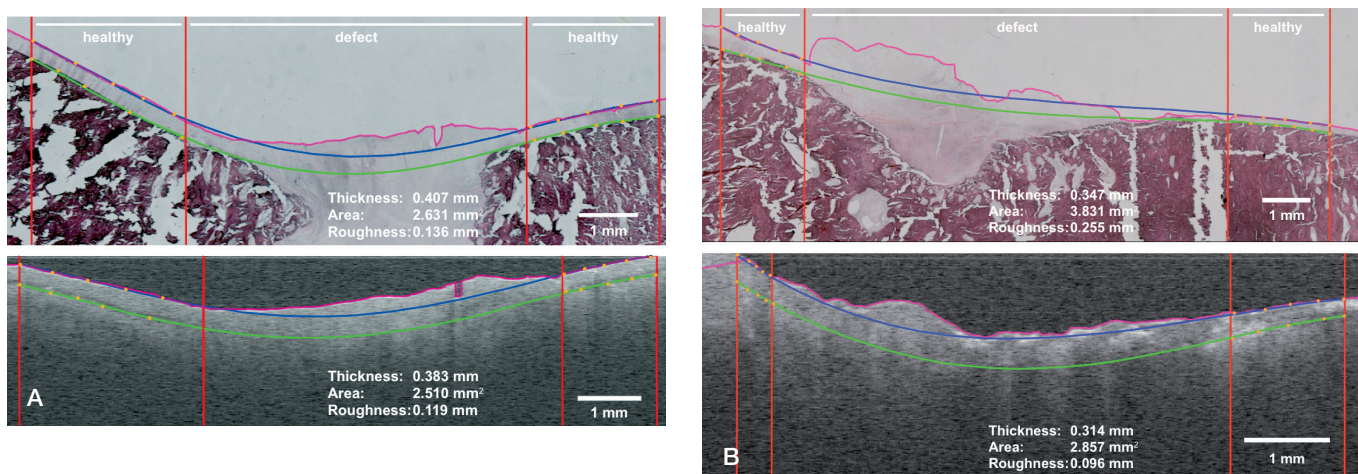 healthy
defect
healthy
Thickness: 0.407 mm
Area: 2.631 mm²
Roughness: 0.136 mm
1 mm
Thickness: 0.383 mm
Area: 2.510 mm²
Roughness: 0.119 mm
1 mm
A
healthy
defect
healthy
Thickness: 0.347 mm
Area: 3.831 mm²
Roughness: 0.255 mm
1 mm
Thickness: 0.314 mm
Area: 2.857 mm²
Roughness: 0.096 mm
1 mm
B